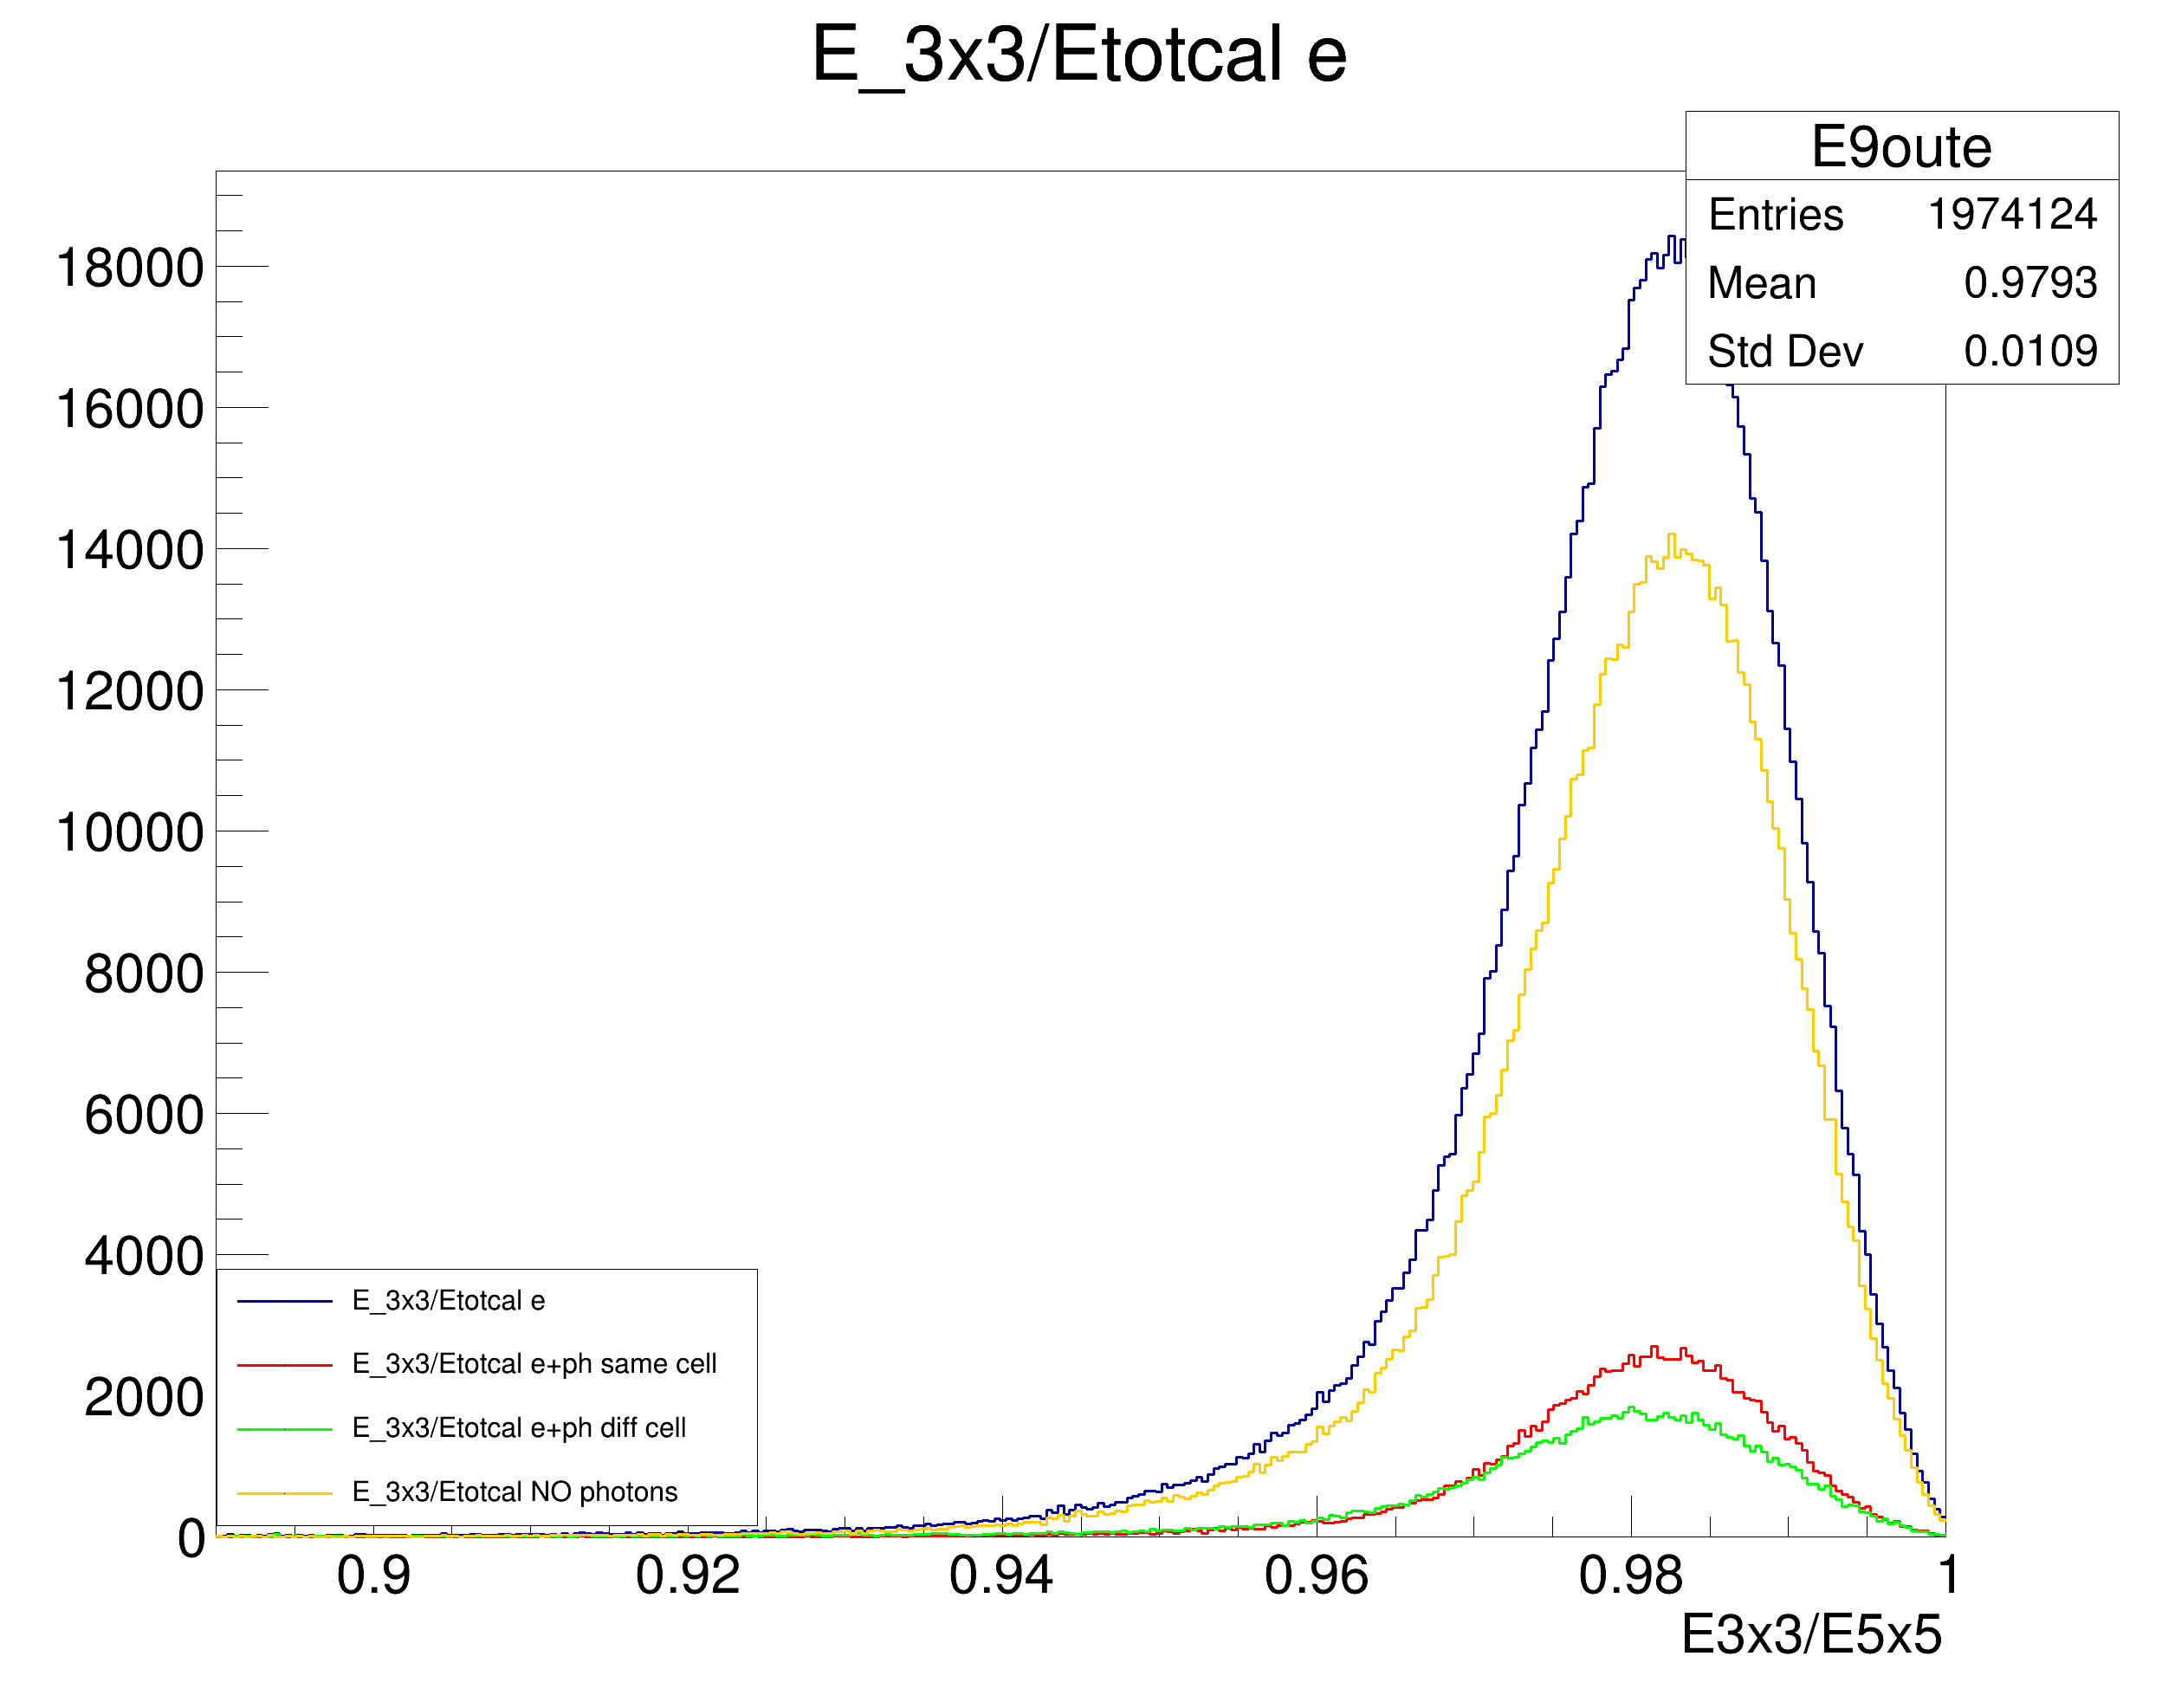 E_3x3/Etotcal e
E9oute
Entries 1974124
Mean 0.9793
Std Dev 0.0109
18000
16000
14000
12000
10000
8000
6000
4000
2000
0
E_3x3/Etotcal e
E_3x3/Etotcal e+ph same cell
E_3x3/Etotcal e+ph diff cell
E_3x3/Etotcal NO photons
0.9 0.92 0.94 0.96 0.98 1
E3x3/E5x5